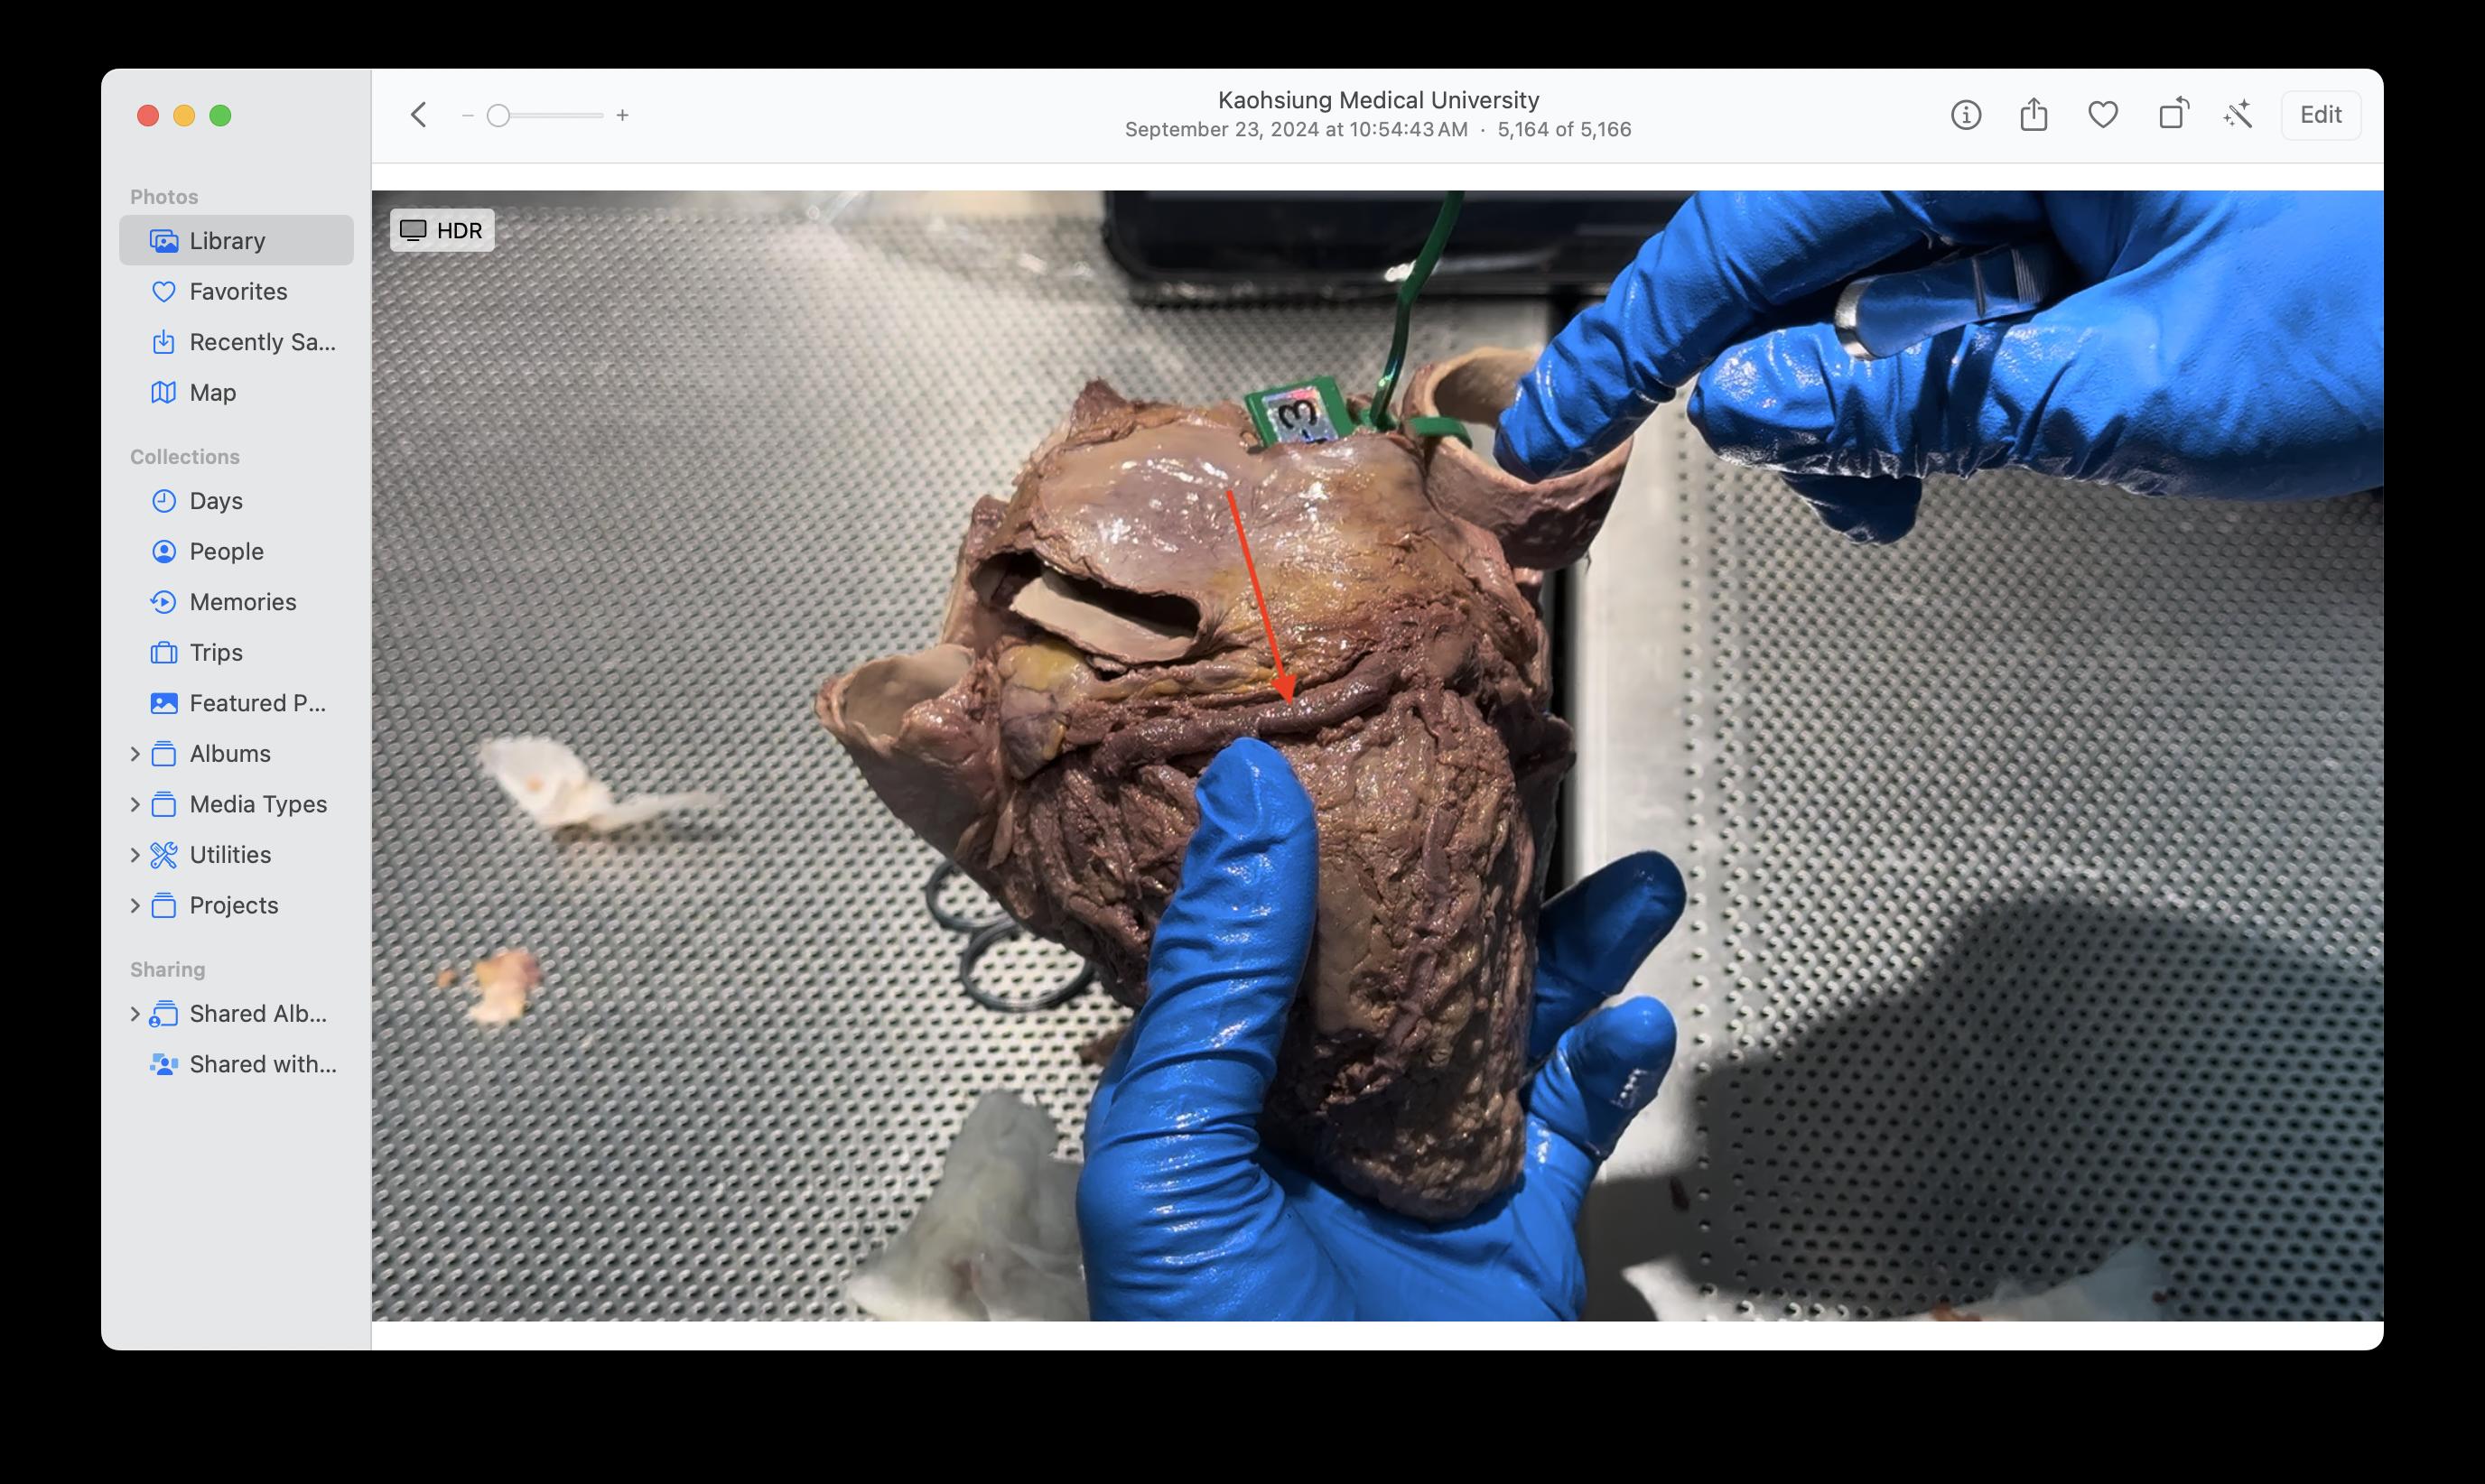 Kaohsiung Medical University
September 23, 2024 at 10:54:43 AM · 5,164 of 5,166
Edit
Photos
Library
Favorites
Recently Sa...
Map
Collections
Days
People
Memories
Trips
Featured P...
Albums
Media Types
Utilities
Projects
Sharing
Shared Alb...
Shared with...
HDR
3